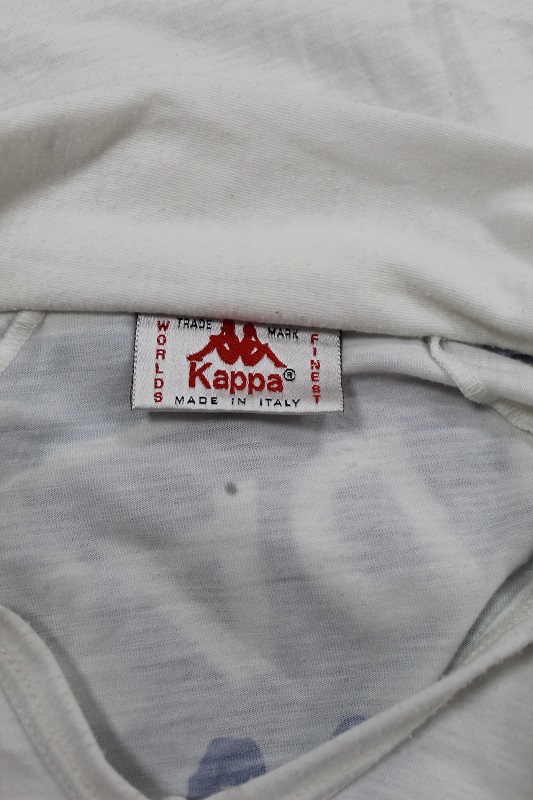 TRADE MARK
WORLDS
FINEST
Kappa®
MADE IN ITALY